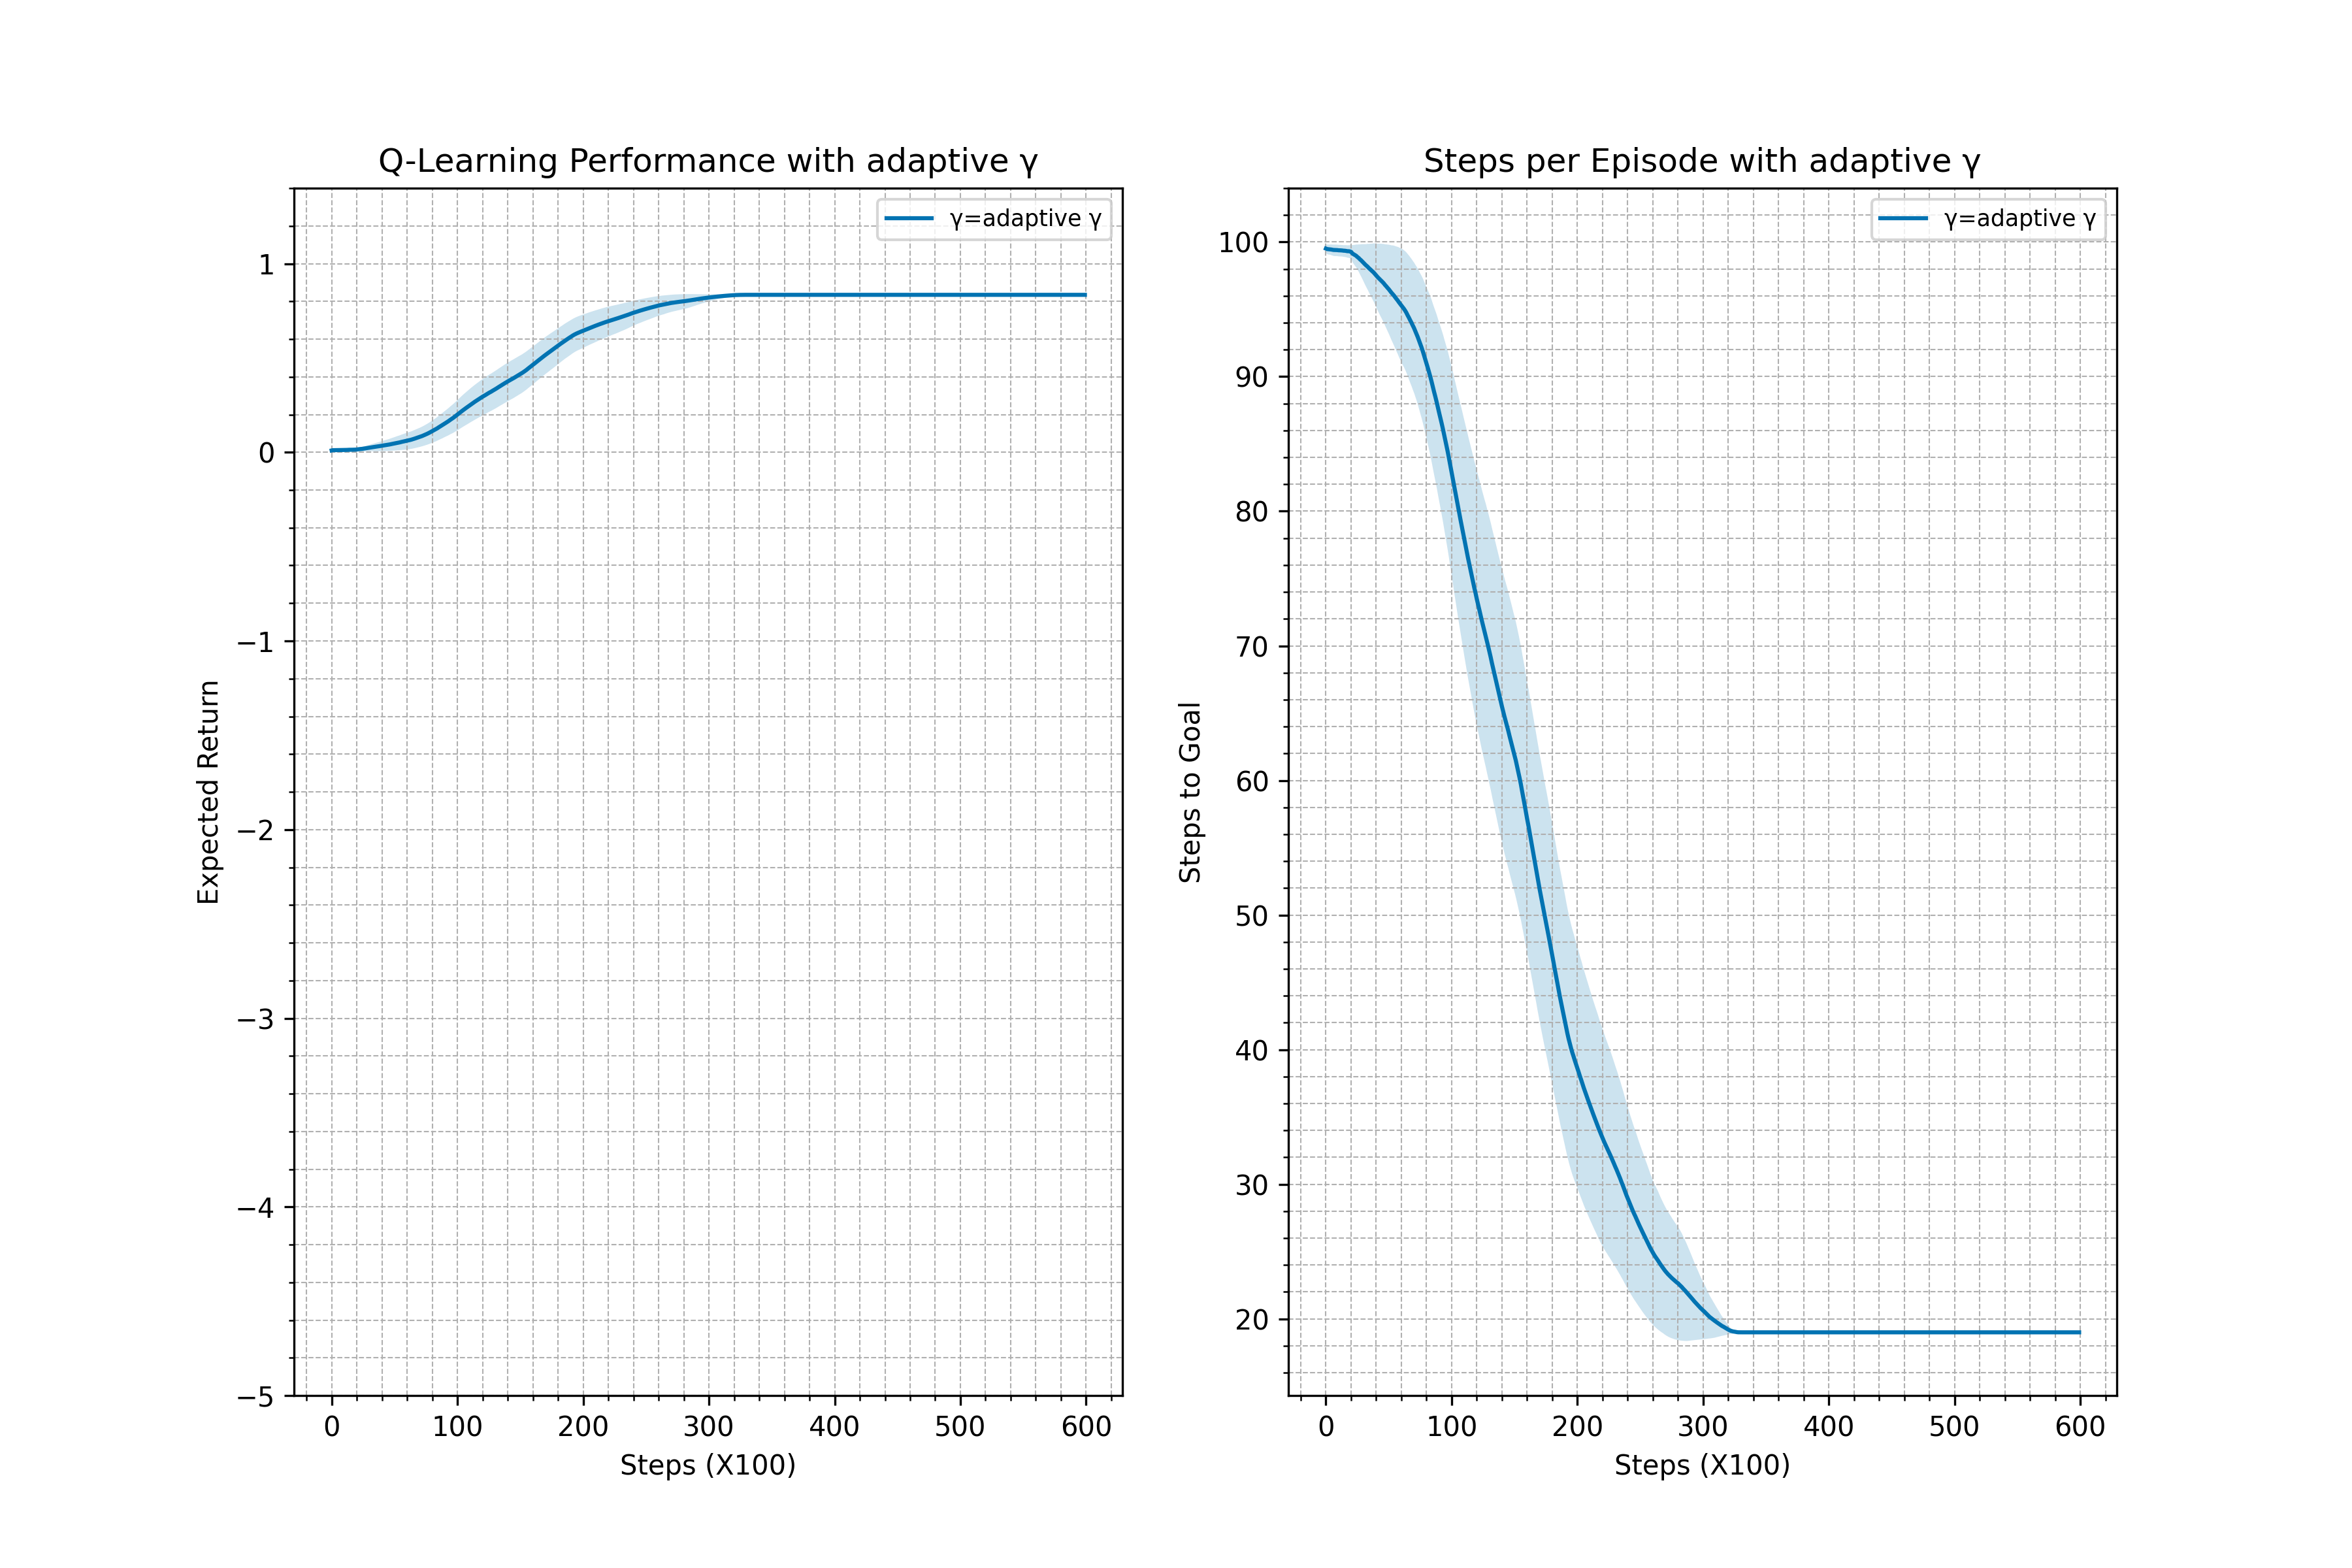 Q-Learning Performance with adaptive γ
γ=adaptive γ
1
0
−1
−2
−3
−4
−5
Expected Return
0 100 200 300 400 500 600
Steps (X100)
Steps per Episode with adaptive γ
γ=adaptive γ
100
90
80
70
60
50
40
30
20
Steps to Goal
0 100 200 300 400 500 600
Steps (X100)